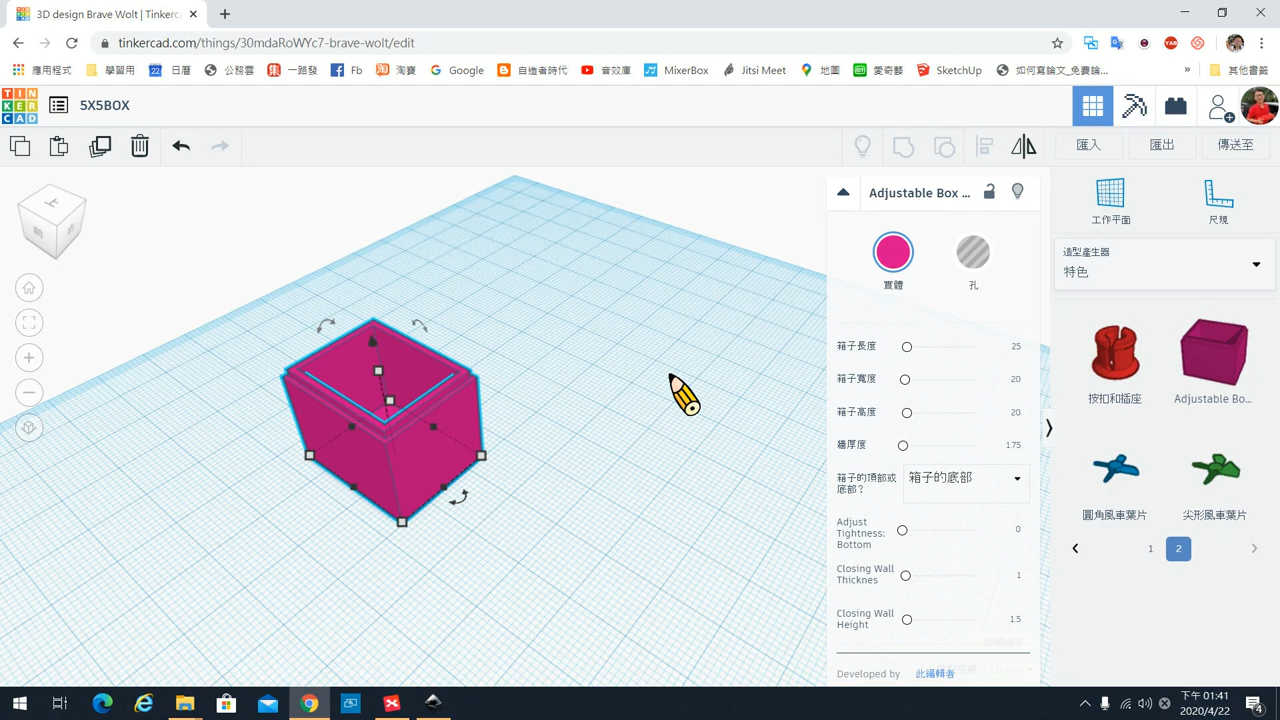 3D design Brave Wolt | Tinkerc
tinkercad.com/things/30mdaRoWYc7-brave-wolt/edit
應用程式
學習用
22
日曆
公務雲
集
一路發
Fb
淘寶
Google
自造者時代
音效庫
MixerBox
Jitsi Meet
地圖
愛奇藝
SketchUp
如何寫論文_免費論...
»
其他書籤
TIN
KER
CAD
5X5BOX
匯入
匯出
傳送至
Adjustable Box ...
實體
孔
箱子長度
25
箱子寬度
20
箱子高度
20
牆厚度
1.75
箱子的頂部或
底部？
箱子的底部
Adjust
Tightness:
Bottom
0
Closing Wall
Thicknes
1
Closing Wall
Height
1.5
Developed by
此編輯者
工作平面
尺規
造型產生器
特色
按扣和插座
Adjustable Bo...
圓角風車葉片
尖形風車葉片
1
2
下午 01:41
2020/4/22
4